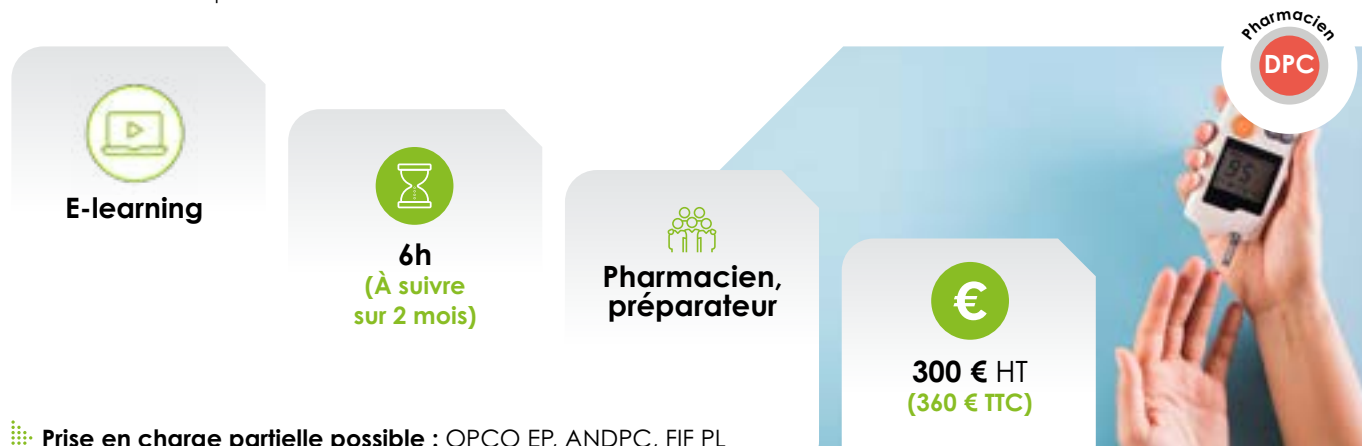 Pharmacien
DPC
E-learning
6h
(À suivre
sur 2 mois)
Pharmacien,
préparateur
€
300 € HT
(360 € TTC)
95
Prise en charge partielle possible : OPCO EP, ANDPC, FIF PL